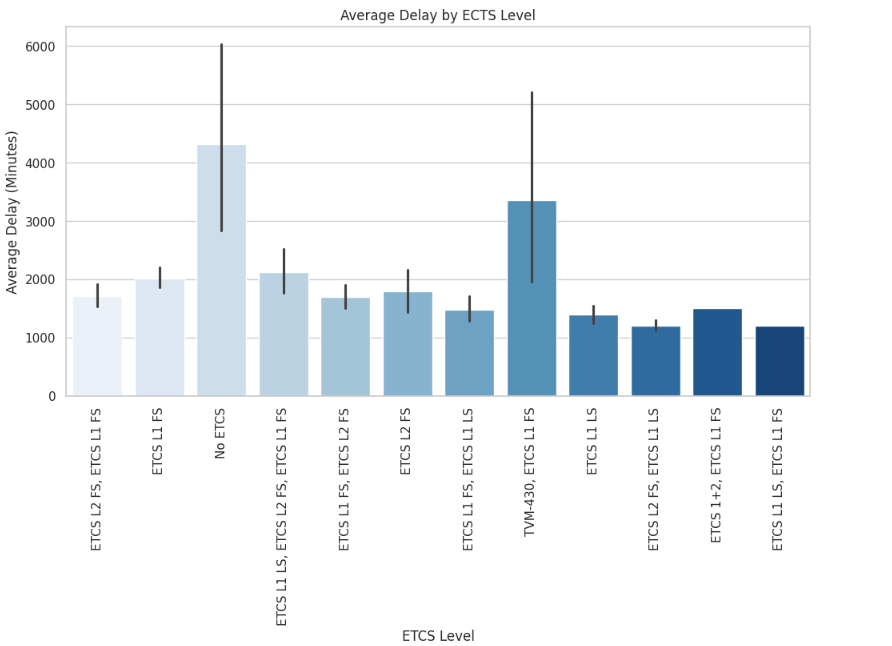 Average Delay by ECTS Level
Average Delay (Minutes)
6000
5000
4000
3000
2000
1000
0
ETCS L2 FS, ETCS L1 FS
ETCS L1 FS
No ETCS
ETCS L1 LS, ETCS L2 FS, ETCS L1 FS
ETCS L1 FS, ETCS L2 FS
ETCS L2 FS
ETCS L1 FS, ETCS L1 LS
TVM-430, ETCS L1 FS
ETCS L1 LS
ETCS L2 FS, ETCS L1 LS
ETCS 1+2, ETCS L1 FS
ETCS L1 LS, ETCS L1 FS
ETCS Level